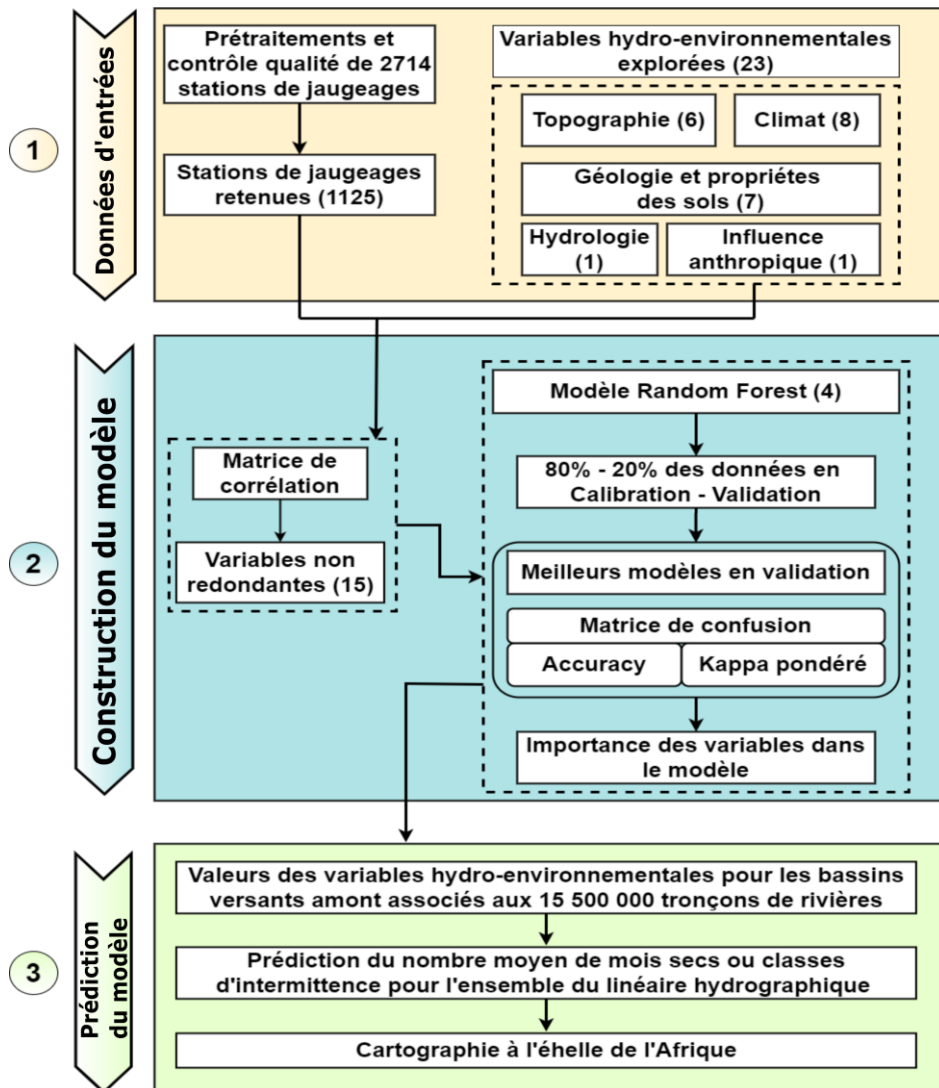 1
Données d'entrées
Prétraitements et
contrôle qualité de 2714
stations de jaugeages
Stations de jaugeages
retenues (1125)
Variables hydro-environnementales
explorées (23)
Topographie (6)
Climat (8)
Géologie et propriétes
des sols (7)
Hydrologie
(1)
Influence
anthropique (1)
2
Construction du modèle
Matrice de
corrélation
Variables non
redondantes (15)
Modèle Random Forest (4)
80% - 20% des données en
Calibration - Validation
Meilleurs modèles en validation
Matrice de confusion
Accuracy
Kappa pondéré
Importance des variables dans
le modèle
3
Prédiction
du modèle
Valeurs des variables hydro-environnementales pour les bassins
versants amont associés aux 15 500 000 tronçons de rivières
Prédiction du nombre moyen de mois secs ou classes
d'intermittence pour l'ensemble du linéaire hydrographique
Cartographie à l'éhelle de l'Afrique